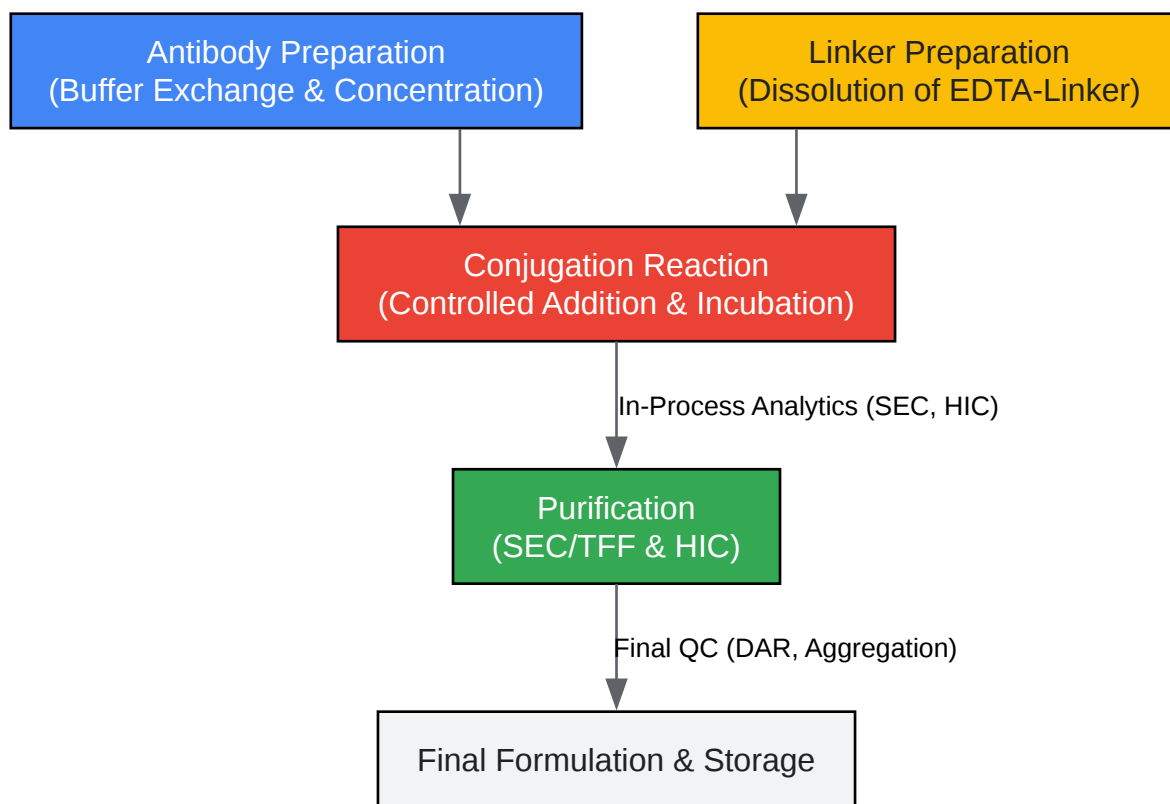 Antibody Preparation
(Buffer Exchange & Concentration)
Linker Preparation
(Dissolution of EDTA-Linker)
Conjugation Reaction
(Controlled Addition & Incubation)
In-Process Analytics (SEC, HIC)
Purification
(SEC/TFF & HIC)
Final QC (DAR, Aggregation)
Final Formulation & Storage